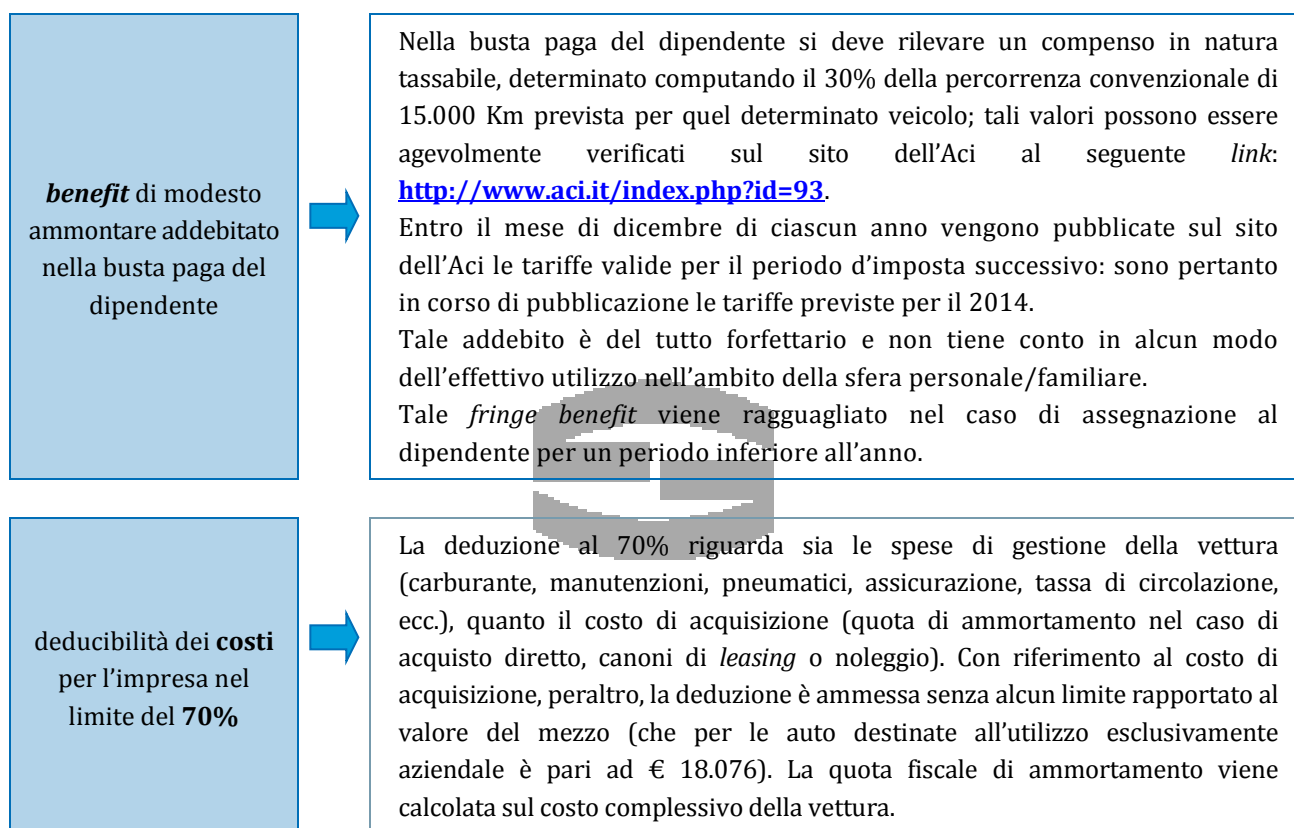 benefit di modesto
ammontare addebitato
nella busta paga del
dipendente
Nella busta paga del dipendente si deve rilevare un compenso in natura
tassabile, determinato computando il 30% della percorrenza convenzionale di
15.000 Km prevista per quel determinato veicolo; tali valori possono essere
agevolmente verificati sul sito dell’Aci al seguente link:
http://www.aci.it/index.php?id=93.
Entro il mese di dicembre di ciascun anno vengono pubblicate sul sito
dell’Aci le tariffe valide per il periodo d’imposta successivo: sono pertanto
in corso di pubblicazione le tariffe previste per il 2014.
Tale addebito è del tutto forfettario e non tiene conto in alcun modo
dell’effettivo utilizzo nell’ambito della sfera personale/familiare.
Tale fringe benefit viene ragguagliato nel caso di assegnazione al
dipendente per un periodo inferiore all’anno.
deducibilità dei costi
per l’impresa nel
limite del 70%
La deduzione al 70% riguarda sia le spese di gestione della vettura
(carburante, manutenzioni, pneumatici, assicurazione, tassa di circolazione,
ecc.), quanto il costo di acquisizione (quota di ammortamento nel caso di
acquisto diretto, canoni di leasing o noleggio). Con riferimento al costo di
acquisizione, peraltro, la deduzione è ammessa senza alcun limite rapportato al
valore del mezzo (che per le auto destinate all’utilizzo esclusivamente
aziendale è pari ad € 18.076). La quota fiscale di ammortamento viene
calcolata sul costo complessivo della vettura.